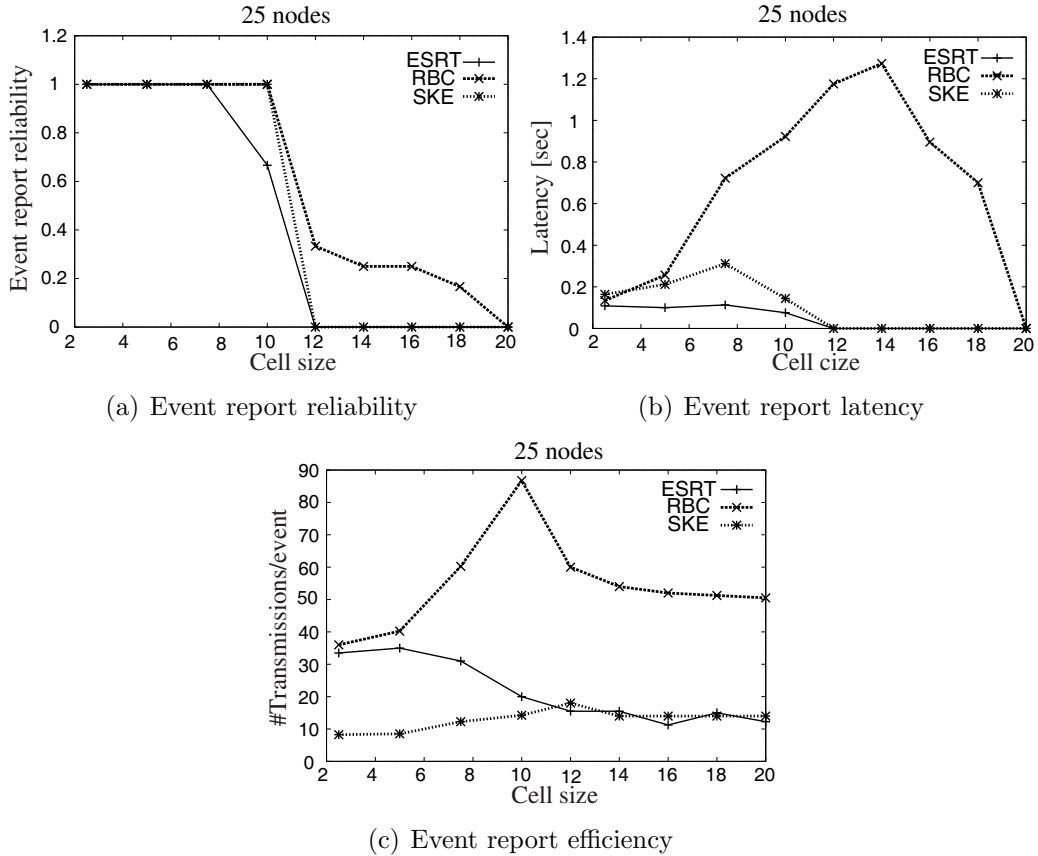 25 nodes
1.2
1
0.8
0.6
0.4
0.2
0
2 4 6 8 10 12 14 16 18 20
Event report reliability
Cell size
ESRT
RBC
SKE
(a) Event report reliability
25 nodes
1.4
1.2
1
0.8
0.6
0.4
0.2
0
2 4 6 8 10 12 14 16 18 20
Latency [sec]
Cell cize
ESRT
RBC
SKE
(b) Event report latency
25 nodes
90
80
70
60
50
40
30
20
10
0
2 4 6 8 10 12 14 16 18 20
#Transmissions/event
Cell size
ESRT
RBC
SKE
(c) Event report efficiency